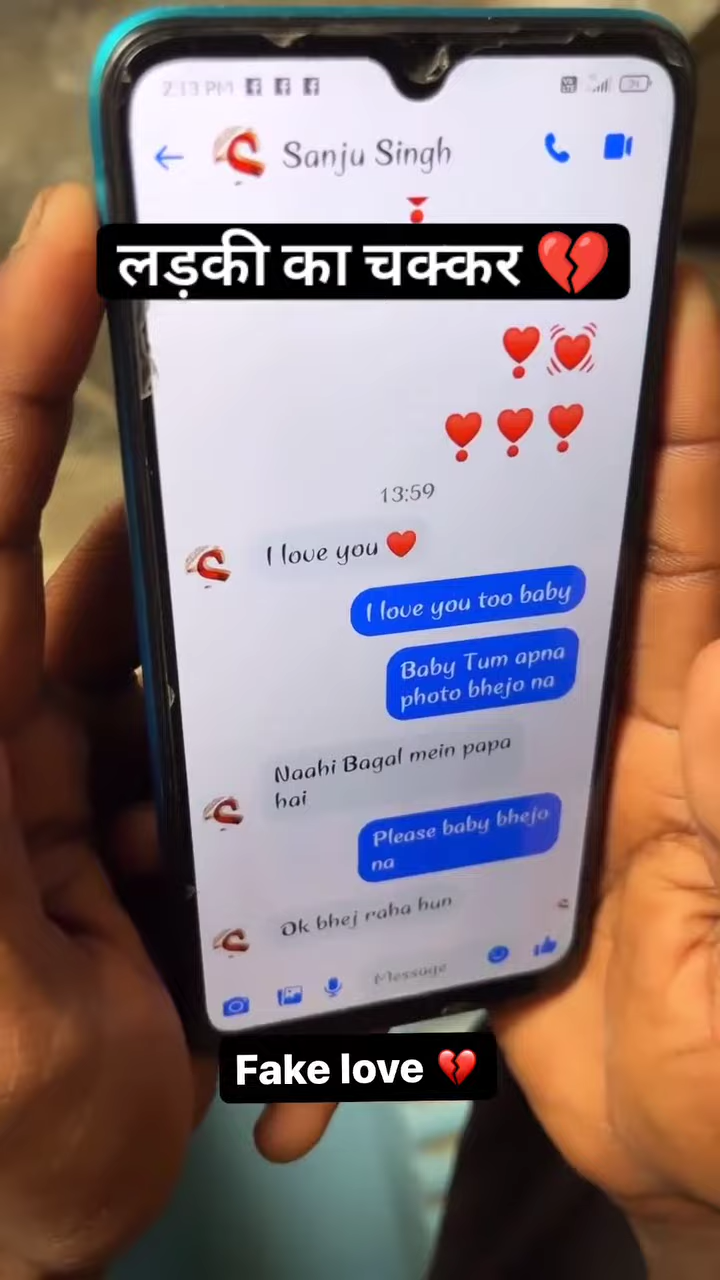 2:13 PM
Sanju Singh
लड़की का चक्कर 💔
13:59
I love you ❤️
I love you too baby
Baby Tum apna
photo bhejo na
Naahi Bagal mein papa
hai
Please baby bhejo
na
Ok bhej raha hun
Message
Fake love 💔